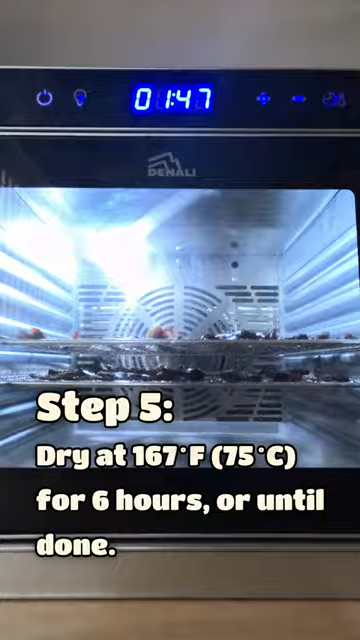 01:47
DENALI
Step 5:
Dry at 167°F (75°C)
for 6 hours, or until
done.